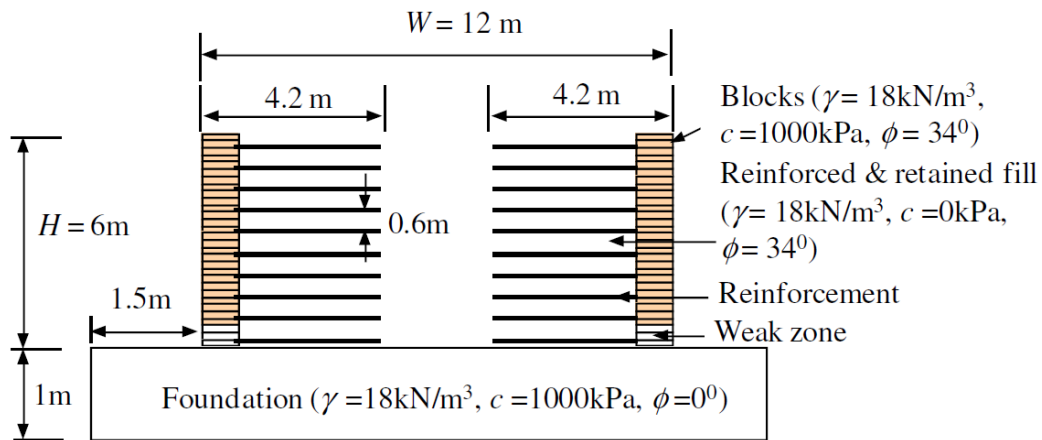 W = 12 m
4.2 m
4.2 m
Blocks (γ= 18kN/m³,
c =1000kPa, ϕ= 34⁰)
Reinforced & retained fill
(γ= 18kN/m³, c =0kPa,
ϕ= 34⁰)
H = 6m
0.6m
1.5m
Reinforcement
Weak zone
1m
Foundation (γ =18kN/m³, c =1000kPa, ϕ=0⁰)